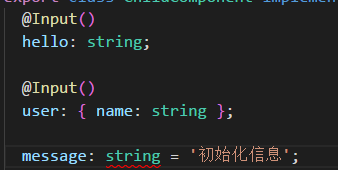 @Input()
hello: string;
@Input()
user: { name: string };
message: string = '初始化信息';